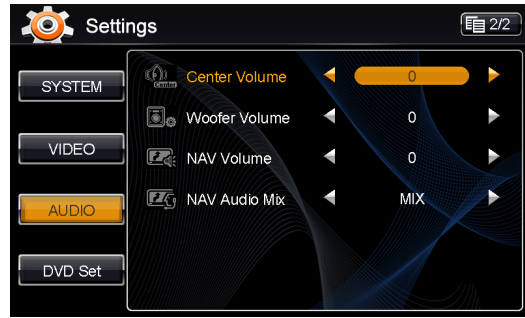 Settings
2/2
SYSTEM
VIDEO
AUDIO
DVD Set
Center
Center Volume 0
Woofer Volume 0
NAV Volume 0
NAV Audio Mix MIX